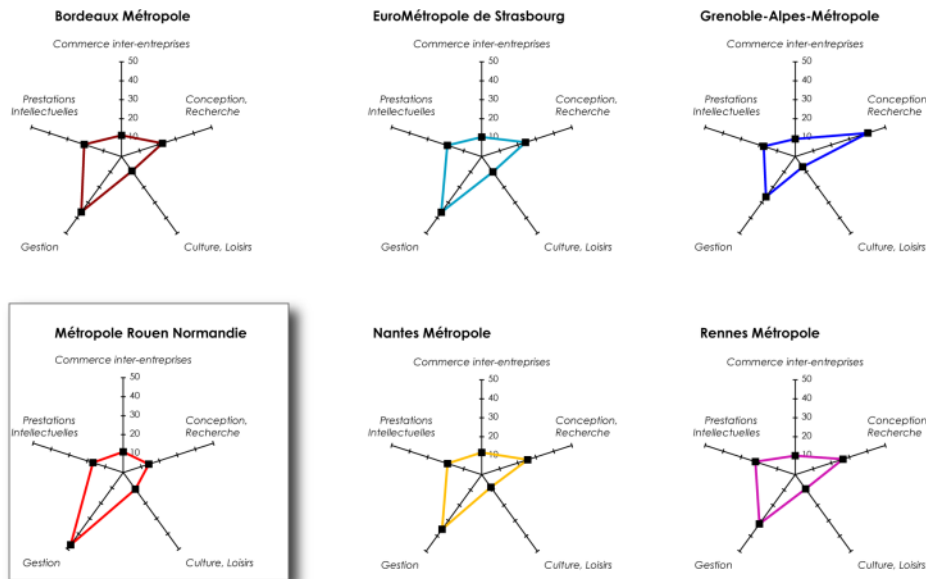 Bordeaux Métropole
Commerce inter-entreprises
50
40
30
20
10
Prestations
Intellectuelles
Conception,
Recherche
Gestion
Culture, Loisirs
EuroMétropole de Strasbourg
Commerce inter-entreprises
50
40
30
20
10
Prestations
Intellectuelles
Conception,
Recherche
Gestion
Culture, Loisirs
Grenoble-Alpes-Métropole
Commerce inter-entreprises
50
40
30
20
10
Prestations
Intellectuelles
Conception,
Recherche
Gestion
Culture, Loisirs
Métropole Rouen Normandie
Commerce inter-entreprises
50
40
30
20
10
Prestations
Intellectuelles
Conception,
Recherche
Gestion
Culture, Loisirs
Nantes Métropole
Commerce inter-entreprises
50
40
30
20
10
Prestations
Intellectuelles
Conception,
Recherche
Gestion
Culture, Loisirs
Rennes Métropole
Commerce inter-entreprises
50
40
30
20
10
Prestations
Intellectuelles
Conception,
Recherche
Gestion
Culture, Loisirs